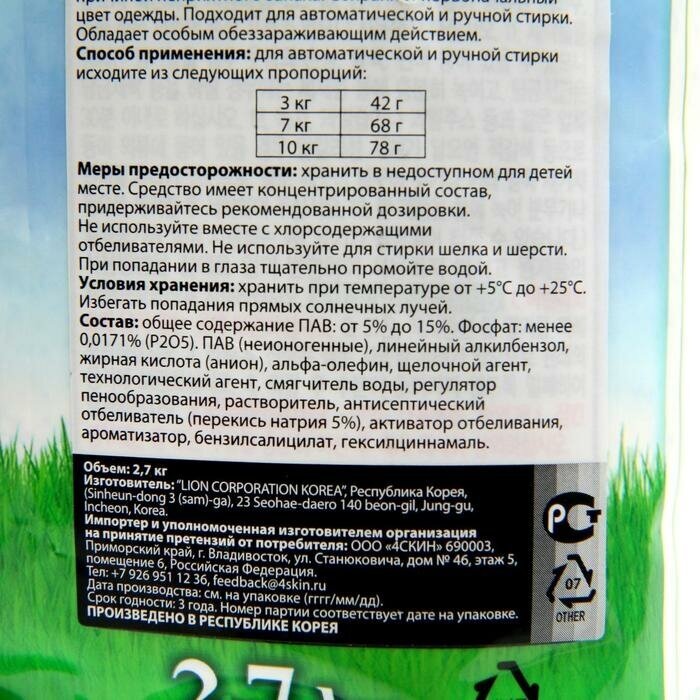 цвет одежды. Подходит для автоматической и ручной стирки.
Обладает особым обеззараживающим действием.
Способ применения: для автоматической и ручной стирки
исходите из следующих пропорций:
3 кг 42 г
7 кг 68 г
10 кг 78 г
Меры предосторожности: хранить в недоступном для детей
месте. Средство имеет концентрированный состав,
придерживайтесь рекомендованной дозировки.
Не используйте вместе с хлорсодержащими
отбеливателями. Не используйте для стирки шелка и шерсти.
При попадании в глаза тщательно промойте водой.
Условия хранения: хранить при температуре от +5°С до +25°С.
Избегать попадания прямых солнечных лучей.
Состав: общее содержание ПАВ: от 5% до 15%. Фосфат: менее
0,0171% (P2O5). ПАВ (неионогенные), линейный алкилбензол,
жирная кислота (анион), альфа-олефин, щелочной агент,
технологический агент, смягчитель воды, регулятор
пенообразования, растворитель, антисептический
отбеливатель (перекись натрия 5%), активатор отбеливания,
ароматизатор, бензилсалицилат, гексилциннамаль.
Объем: 2,7 кг
Изготовитель: "LION CORPORATION KOREA", Республика Корея,
(Sinheun-dong 3 (sam)-ga), 23 Seohae-daero 140 beon-gil, Jung-gu,
Incheon, Korea.
Импортер и уполномоченная изготовителем организация
на принятие претензий от потребителя: ООО «4СКИН» 690003,
Приморский край, г. Владивосток, ул. Станюковича, дом № 46, этаж 5,
помещение 6, Российская Федерация.
Тел.: +7 926 951 12 36, feedback@4skin.ru
Дата производства: см. на упаковке (гггг/мм/дд).
Срок годности: 3 года. Номер партии соответствует дате на упаковке.
ПРОИЗВЕДЕНО В РЕСПУБЛИКЕ КОРЕЯ
РСТ
07
OTHER
2.7